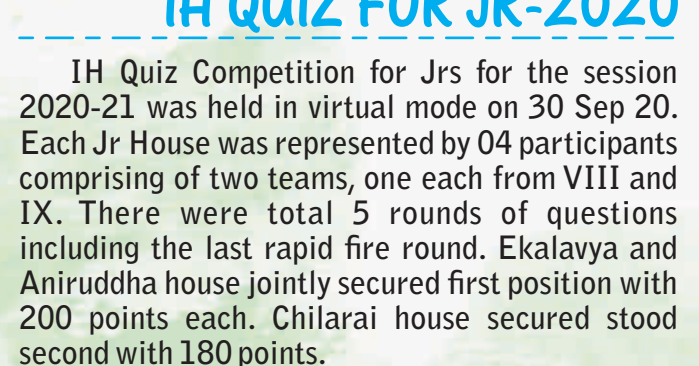 IH QUIZ FOR JR-2020
IH Quiz Competition for Jrs for the session
2020-21 was held in virtual mode on 30 Sep 20.
Each Jr House was represented by 04 participants
comprising of two teams, one each from VIII and
IX. There were total 5 rounds of questions
including the last rapid fire round. Ekalavya and
Aniruddha house jointly secured first position with
200 points each. Chilarai house secured stood
second with 180 points.